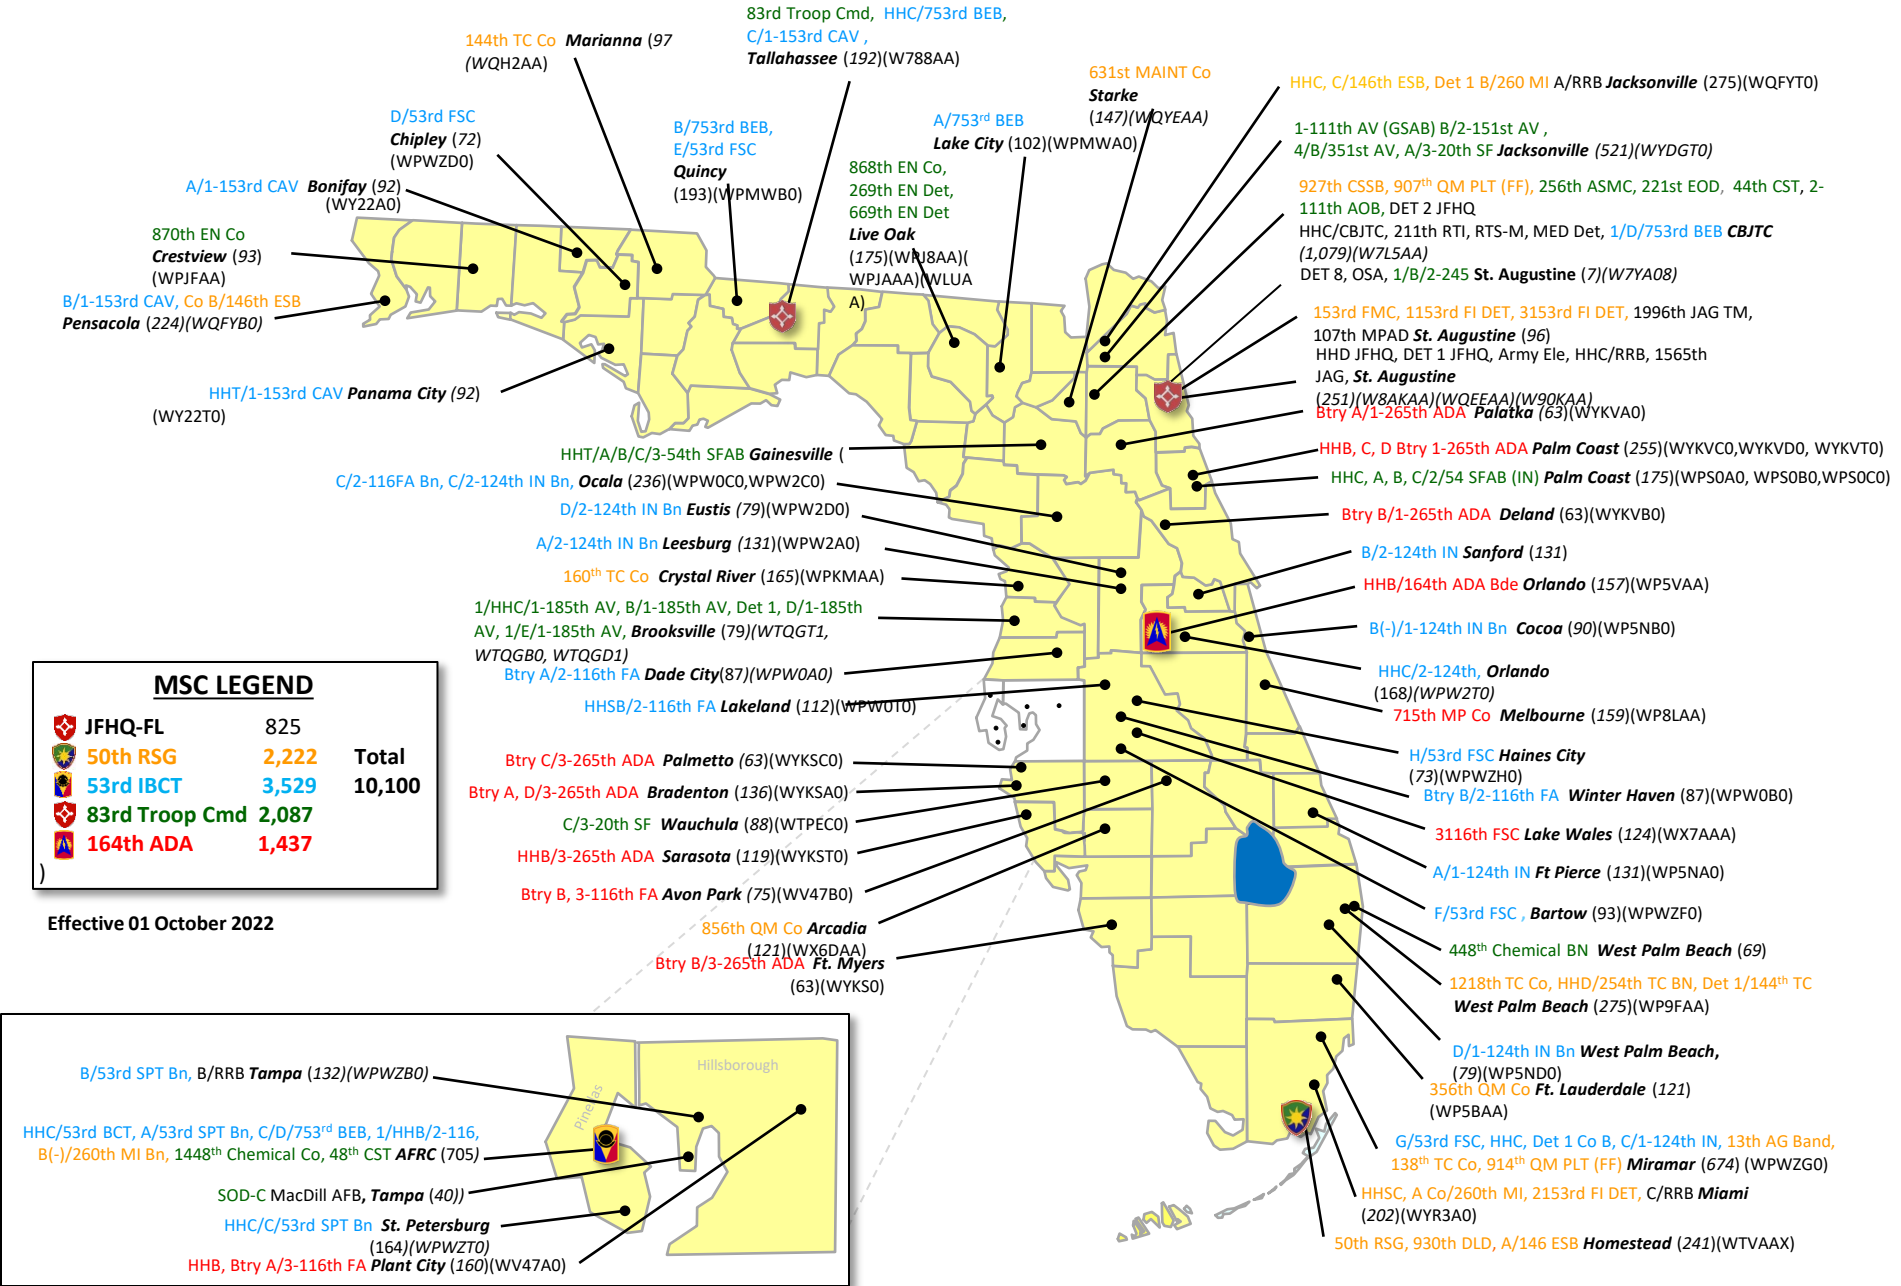 83rd Troop Cmd, HHC/753rd BEB,
C/1-153rd CAV ,
Tallahassee (192)(W788AA)
144th TC Co Marianna (97
(WQH2AA)
D/53rd FSC
Chipley (72)
(WPWZD0)
B/753rd BEB,
E/53rd FSC
Quincy
(193)(WPMWB0)
A/1-153rd CAV Bonifay (92)
(WY22A0)
870th EN Co
Crestview (93)
(WPJFAA)
B/1-153rd CAV, Co B/146th ESB
Pensacola (224)(WQFYB0)
HHT/1-153rd CAV Panama City (92)
(WY22T0)
868th EN Co,
269th EN Det,
669th EN Det
Live Oak
(175)(WPJ8AA)(
WPJAAA)(WLUA
A)
A/753rd BEB
Lake City (102)(WPMWA0)
631st MAINT Co
Starke
(147)(WQYEAA)
HHC, C/146th ESB, Det 1 B/260 MI A/RRB Jacksonville (275)(WQFYT0)
1-111th AV (GSAB) B/2-151st AV ,
4/B/351st AV, A/3-20th SF Jacksonville (521)(WYDGT0)
927th CSSB, 907th QM PLT (FF), 256th ASMC, 221st EOD, 44th CST, 2-
111th AOB, DET 2 JFHQ
HHC/CBJTC, 211th RTI, RTS-M, MED Det, 1/D/753rd BEB CBJTC
(1,079)(W7L5AA)
DET 8, OSA, 1/B/2-245 St. Augustine (7)(W7YA08)
153rd FMC, 1153rd FI DET, 3153rd FI DET, 1996th JAG TM,
107th MPAD St. Augustine (96)
HHD JFHQ, DET 1 JFHQ, Army Ele, HHC/RRB, 1565th
JAG, St. Augustine
(251)(W8AKAA)(WQEEAA)(W90KAA)
Btry A/1-265th ADA Palatka (63)(WYKVA0)
HHB, C, D Btry 1-265th ADA Palm Coast (255)(WYKVC0,WYKVD0, WYKVT0)
HHC, A, B, C/2/54 SFAB (IN) Palm Coast (175)(WPS0A0, WPS0B0,WPS0C0)
Btry B/1-265th ADA Deland (63)(WYKVB0)
B/2-124th IN Sanford (131)
HHB/164th ADA Bde Orlando (157)(WP5VAA)
B(-)/1-124th IN Bn Cocoa (90)(WP5NB0)
HHC/2-124th, Orlando
(168)(WPW2T0)
715th MP Co Melbourne (159)(WP8LAA)
H/53rd FSC Haines City
(73)(WPWZH0)
Btry B/2-116th FA Winter Haven (87)(WPW0B0)
3116th FSC Lake Wales (124)(WX7AAA)
A/1-124th IN Ft Pierce (131)(WP5NA0)
F/53rd FSC , Bartow (93)(WPWZF0)
448th Chemical BN West Palm Beach (69)
1218th TC Co, HHD/254th TC BN, Det 1/144th TC
West Palm Beach (275)(WP9FAA)
D/1-124th IN Bn West Palm Beach,
(79)(WP5ND0)
356th QM Co Ft. Lauderdale (121)
(WP5BAA)
G/53rd FSC, HHC, Det 1 Co B, C/1-124th IN, 13th AG Band,
138th TC Co, 914th QM PLT (FF) Miramar (674) (WPWZG0)
HHSC, A Co/260th MI, 2153rd FI DET, C/RRB Miami
(202)(WYR3A0)
50th RSG, 930th DLD, A/146 ESB Homestead (241)(WTVAAX)
HHT/A/B/C/3-54th SFAB Gainesville (
C/2-116FA Bn, C/2-124th IN Bn, Ocala (236)(WPW0C0,WPW2C0)
D/2-124th IN Bn Eustis (79)(WPW2D0)
A/2-124th IN Bn Leesburg (131)(WPW2A0)
160th TC Co Crystal River (165)(WPKMAA)
1/HHC/1-185th AV, B/1-185th AV, Det 1, D/1-185th
AV, 1/E/1-185th AV, Brooksville (79)(WTQGT1,
WTQGB0, WTQGD1)
Btry A/2-116th FA Dade City(87)(WPW0A0)
HHSB/2-116th FA Lakeland (112)(WPW0T0)
Btry C/3-265th ADA Palmetto (63)(WYKSC0)
Btry A, D/3-265th ADA Bradenton (136)(WYKSA0)
C/3-20th SF Wauchula (88)(WTPEC0)
HHB/3-265th ADA Sarasota (119)(WYKST0)
Btry B, 3-116th FA Avon Park (75)(WV47B0)
856th QM Co Arcadia
(121)(WX6DAA)
Btry B/3-265th ADA Ft. Myers
(63)(WYKS0)
MSC LEGEND
JFHQ-FL 825
50th RSG 2,222 Total
53rd IBCT 3,529 10,100
83rd Troop Cmd 2,087
164th ADA 1,437
)
Effective 01 October 2022
Hillsborough
Pinellas
B/53rd SPT Bn, B/RRB Tampa (132)(WPWZB0)
HHC/53rd BCT, A/53rd SPT Bn, C/D/753rd BEB, 1/HHB/2-116,
B(-)/260th MI Bn, 1448th Chemical Co, 48th CST AFRC (705)
SOD-C MacDill AFB, Tampa (40))
HHC/C/53rd SPT Bn St. Petersburg
(164)(WPWZT0)
HHB, Btry A/3-116th FA Plant City (160)(WV47A0)